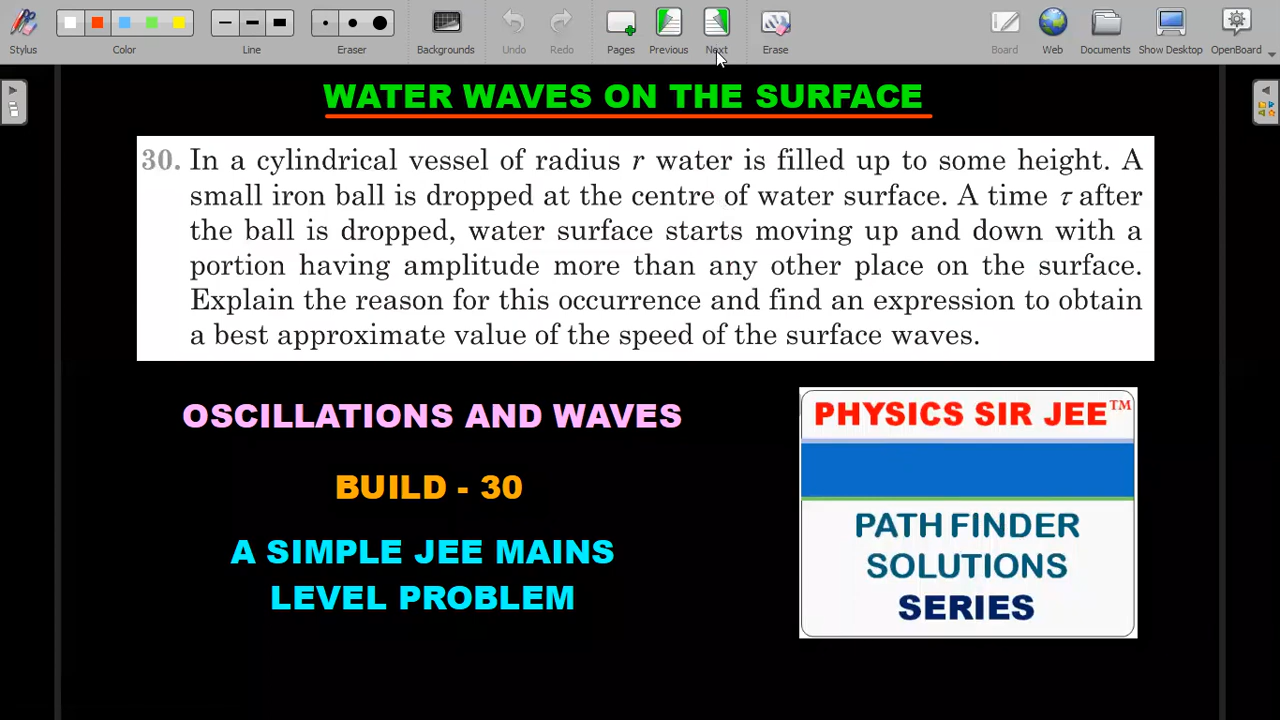 Stylus
Color
Line
Eraser
Backgrounds
Undo
Redo
Pages
Previous
Next
Erase
Board
Web
Documents
Show Desktop
OpenBoard
WATER WAVES ON THE SURFACE
30. In a cylindrical vessel of radius r water is filled up to some height. A
small iron ball is dropped at the centre of water surface. A time τ after
the ball is dropped, water surface starts moving up and down with a
portion having amplitude more than any other place on the surface.
Explain the reason for this occurrence and find an expression to obtain
a best approximate value of the speed of the surface waves.
OSCILLATIONS AND WAVES
BUILD - 30
A SIMPLE JEE MAINS
LEVEL PROBLEM
PHYSICS SIR JEE™
PATH FINDER
SOLUTIONS
SERIES